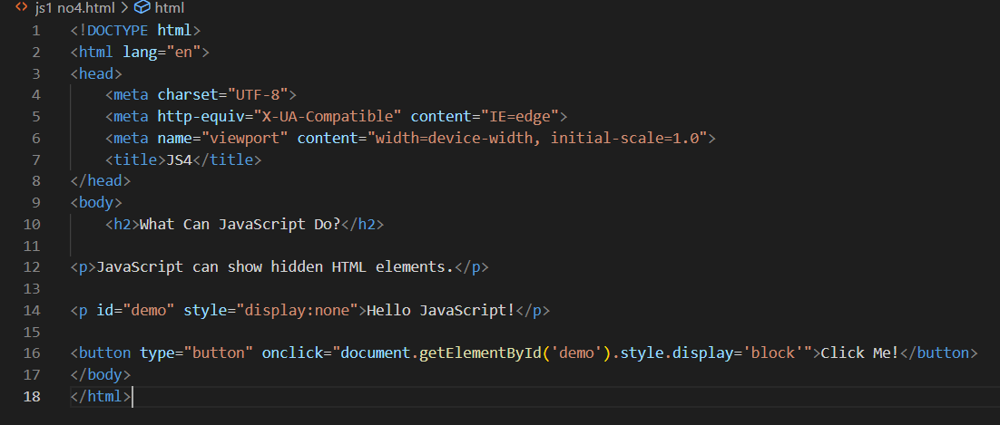 js1 no4.html > html
1 <!DOCTYPE html>
2 <html lang="en">
3 <head>
4     <meta charset="UTF-8">
5     <meta http-equiv="X-UA-Compatible" content="IE=edge">
6     <meta name="viewport" content="width=device-width, initial-scale=1.0">
7     <title>JS4</title>
8 </head>
9 <body>
10     <h2>What Can JavaScript Do?</h2>
11
12 <p>JavaScript can show hidden HTML elements.</p>
13
14 <p id="demo" style="display:none">Hello JavaScript!</p>
15
16 <button type="button" onclick="document.getElementById('demo').style.display='block'">Click Me!</button>
17 </body>
18 </html>